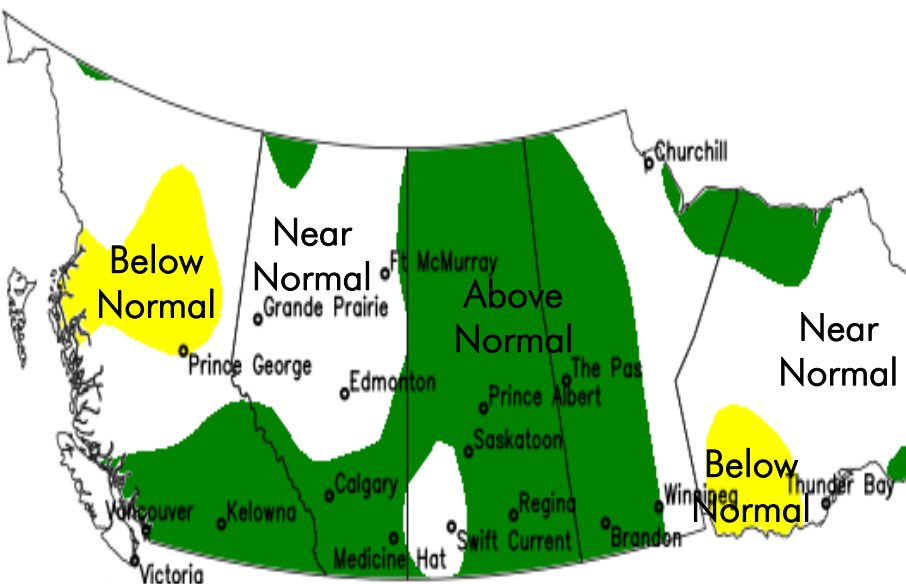 Churchill
Near
Normal
Below
Normal
Ft McMurray
Above
Normal
Grande Prairie
Near
Normal
Prince George
Edmonton
The Pas
Prince Albert
Saskatoon
Below
Normal
Calgary
Thunder Bay
Winnipeg
Vancouver
Kelowna
Regina
Swift Current
Brandon
Medicine Hat
Victoria